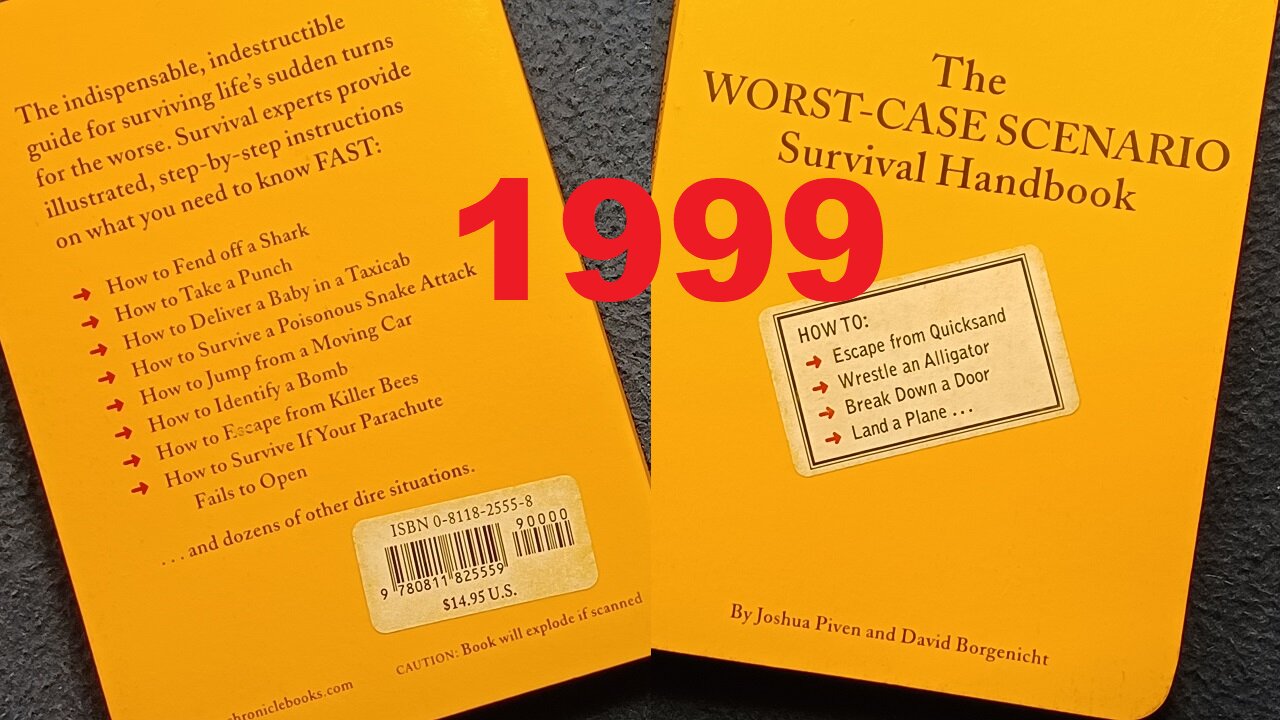 The indispensable, indestructible
guide for surviving life's sudden turns
for the worse. Survival experts provide
illustrated, step-by-step instructions
on what you need to know FAST:
→ How to Fend off a Shark
→ How to Take a Punch
→ How to Deliver a Baby in a Taxicab
→ How to Survive a Poisonous Snake Attack
→ How to Jump from a Moving Car
→ How to Identify a Bomb
→ How to Escape from Killer Bees
→ How to Survive If Your Parachute
Fails to Open
. . . and dozens of other dire situations.
ISBN 0-8118-2555-8
90000
9 780811 825559
$14.95 U.S.
CAUTION: Book will explode if scanned
hroniclebooks.com
1999
The
WORST-CASE SCENARIO
Survival Handbook
HOW TO:
→ Escape from Quicksand
→ Wrestle an Alligator
→ Break Down a Door
→ Land a Plane . . .
By Joshua Piven and David Borgenicht